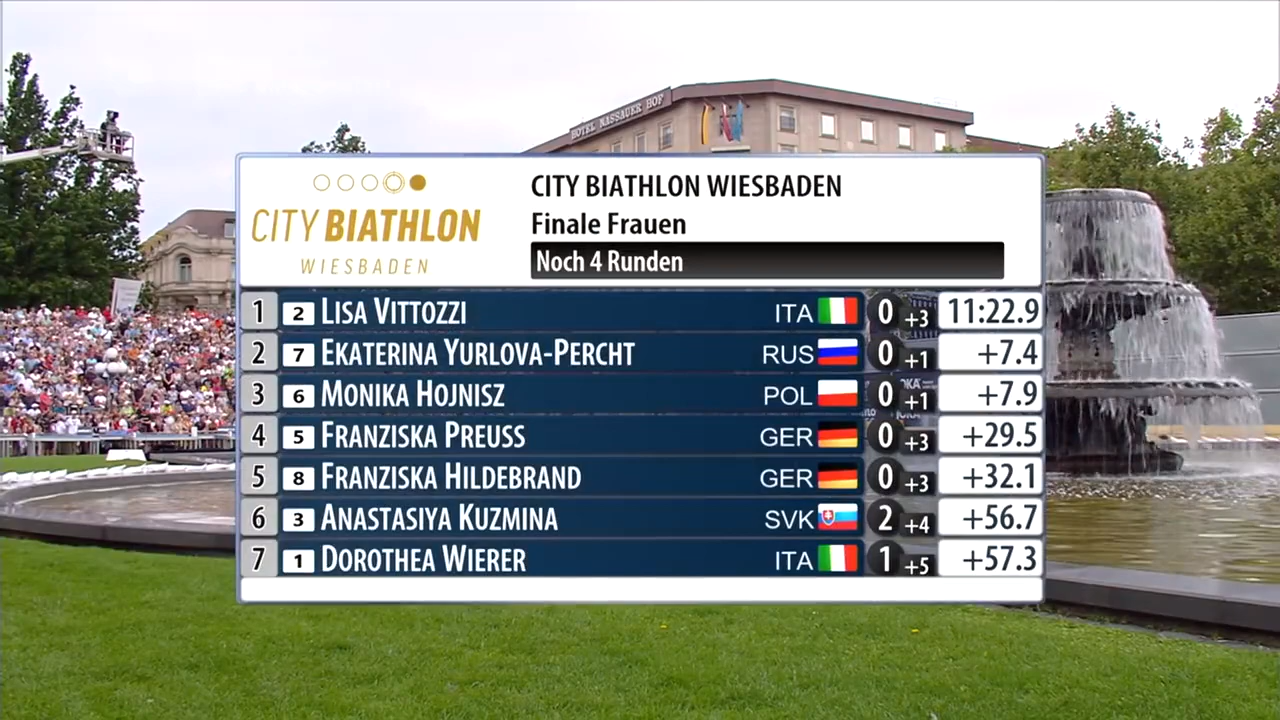 HOTEL NASSAUER HOF
CITY BIATHLON
WIESBADEN
CITY BIATHLON WIESBADEN
Finale Frauen
Noch 4 Runden
1 2 LISA VITTOZZI ITA 0 +3 11:22.9
2 7 EKATERINA YURLOVA-PERCHT RUS 0 +1 +7.4
3 6 MONIKA HOJNISZ POL 0 +1 +7.9
4 5 FRANZISKA PREUSS GER 0 +3 +29.5
5 8 FRANZISKA HILDEBRAND GER 0 +3 +32.1
6 3 ANASTASIYA KUZMINA SVK 2 +4 +56.7
7 1 DOROTHEA WIERER ITA 1 +5 +57.3